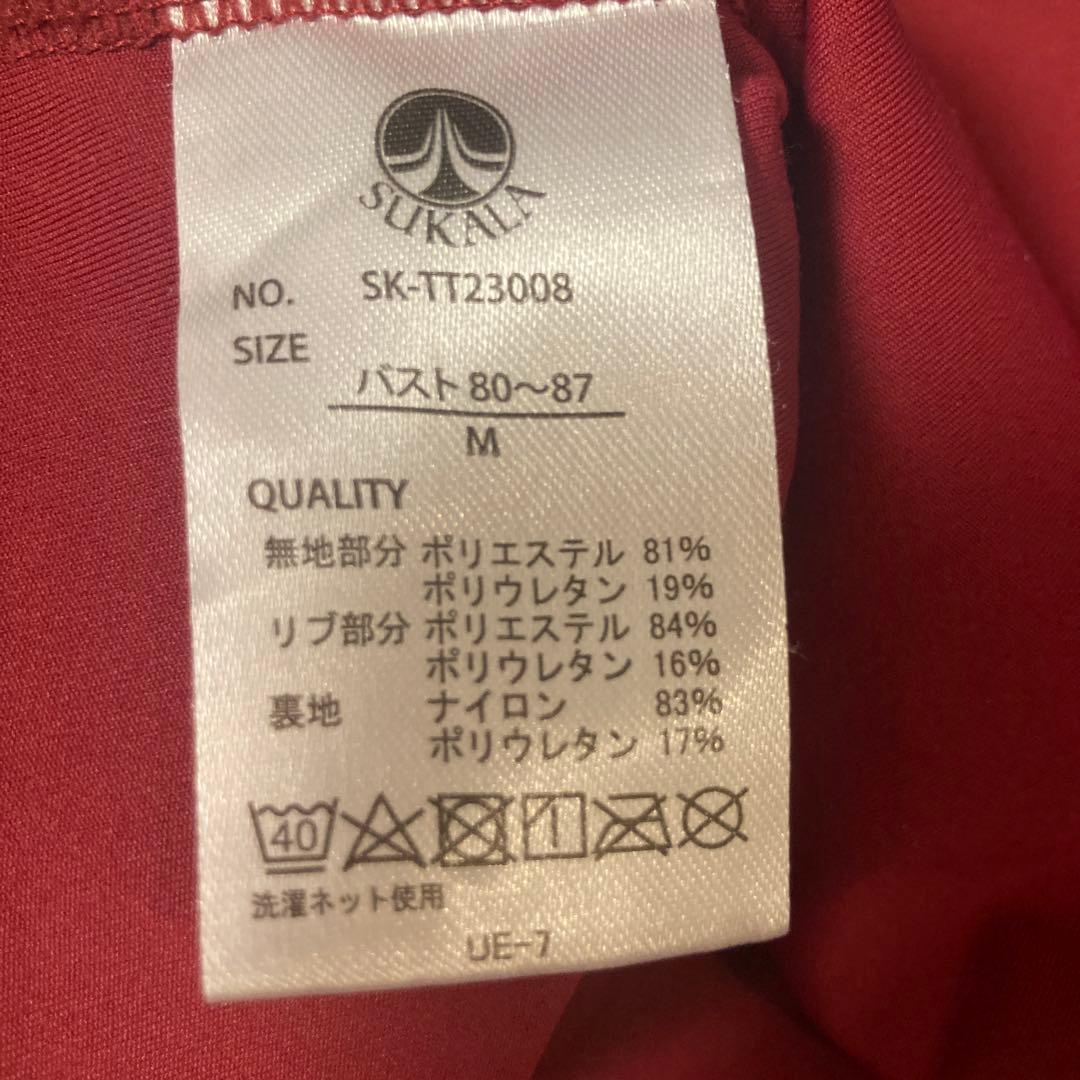 SUKALA
NO. SK-TT23008
SIZE
バスト80～87
M
QUALITY
無地部分 ポリエステル 81%
ポリウレタン 19%
リブ部分 ポリエステル 84%
ポリウレタン 16%
裏地 ナイロン 83%
ポリウレタン 17%
40
洗濯ネット使用
UE-7